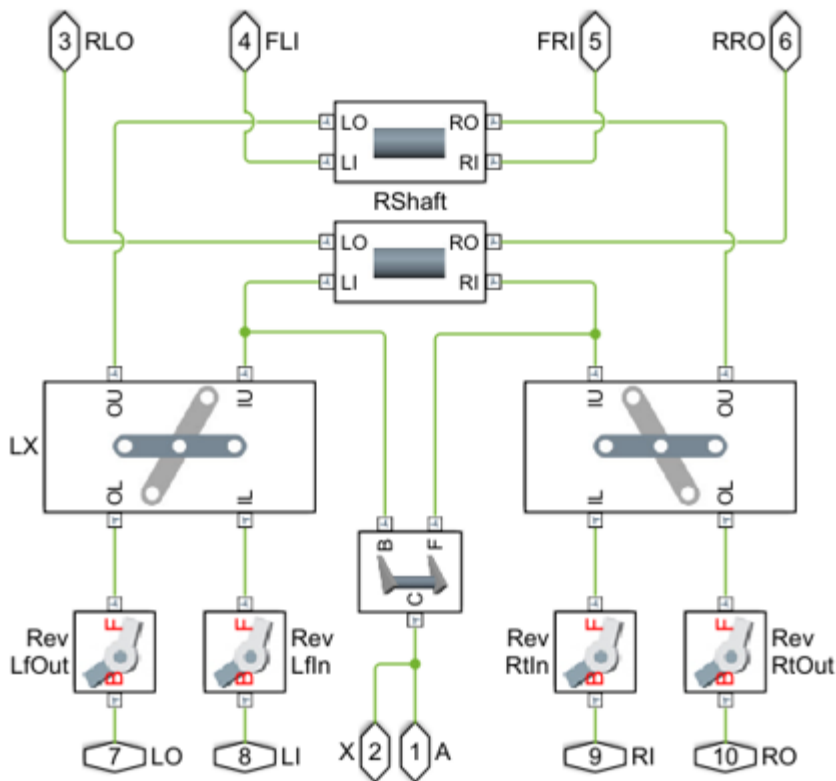 3 RLO 4 FLI FRI 5 RRO 6
LO RO
LI RI
RShaft
LO RO
LI RI
OU IU IU OU
LX
OL IL IL OL
B F
C
Rev F Rev F Rev F Rev F
LfOut B LfIn B RtIn B RtOut B
7 LO 8 LI X 2 1 A 9 RI 10 RO